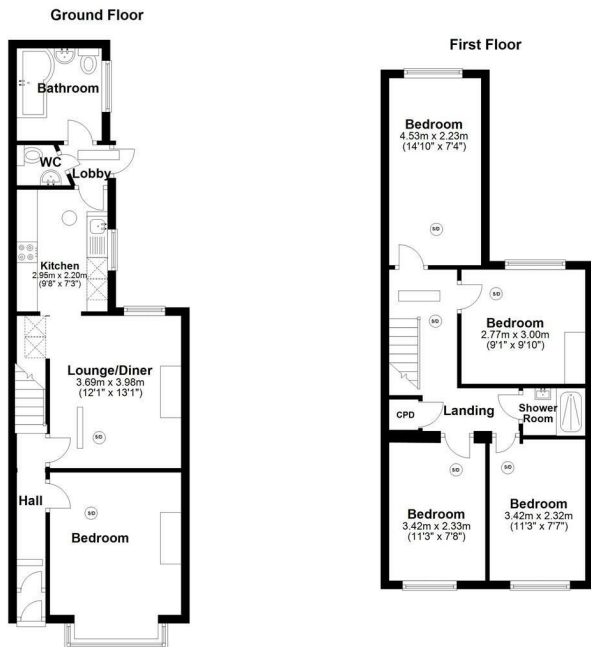 Ground Floor
Bathroom
WC
Lobby
Kitchen
2.95m x 2.20m
(9'8" x 7'3")
Lounge/Diner
3.69m x 3.98m
(12'1" x 13'1")
S/D
Hall
S/D
Bedroom
First Floor
Bedroom
4.53m x 2.23m
(14'10" x 7'4")
S/D
S/D
Bedroom
2.77m x 3.00m
(9'1" x 9'10")
S/D
CPD
Landing
Shower
Room
S/D
S/D
Bedroom
3.42m x 2.33m
(11'3" x 7'8")
Bedroom
3.42m x 2.32m
(11'3" x 7'7")